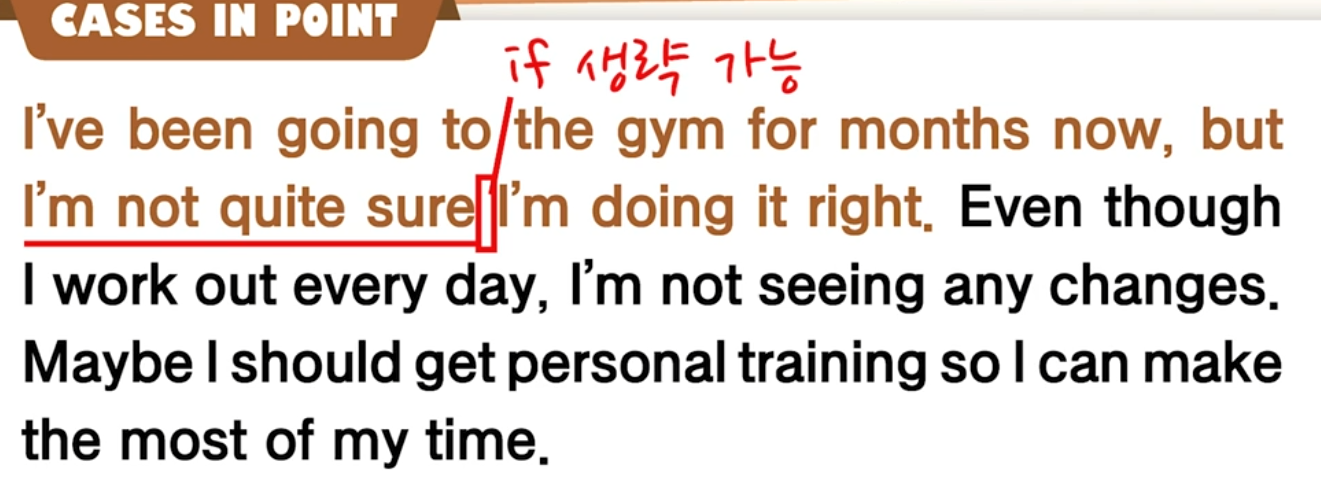 CASES IN POINT
if 생략 가능
I've been going to the gym for months now, but
I'm not quite sure I'm doing it right. Even though
I work out every day, I'm not seeing any changes.
Maybe I should get personal training so I can make
the most of my time.